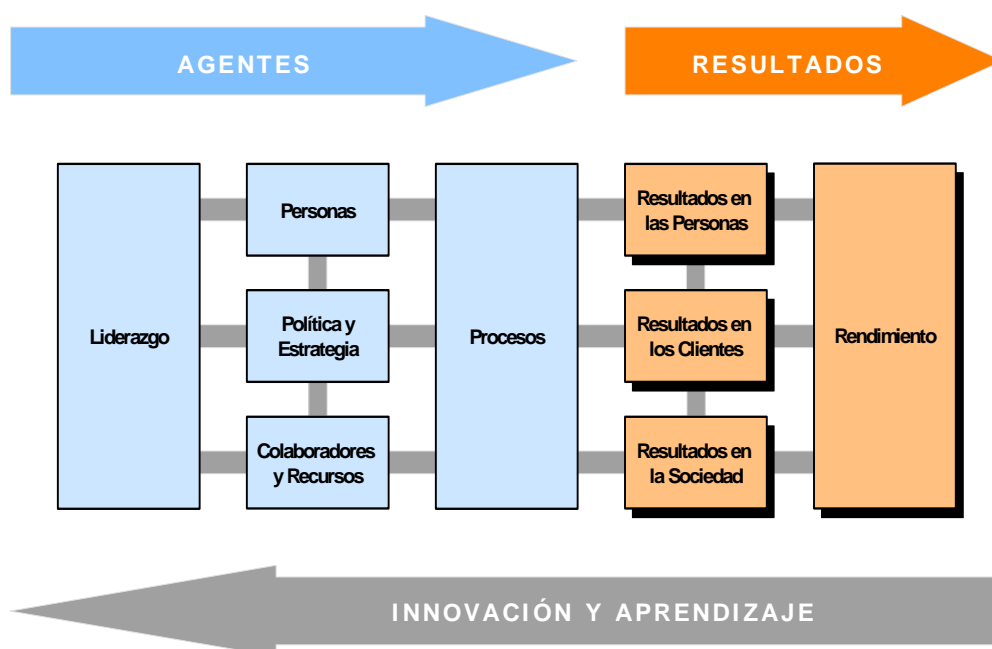 AGENTES
RESULTADOS
Liderazgo
Personas
Política y
Estrategia
Colaboradores
y Recursos
Procesos
Resultados en
las Personas
Resultados en
los Clientes
Resultados en
la Sociedad
Rendimiento
INNOVACIÓN Y APRENDIZAJE